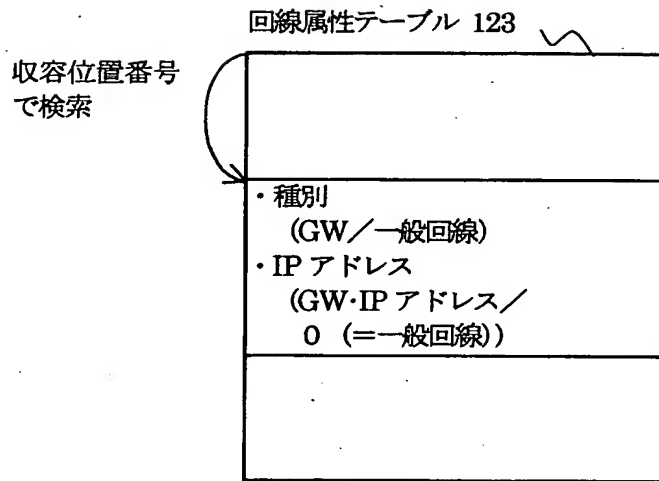 回線属性テーブル 123
収容位置番号
で検索
・種別
(GW／一般回線)
・IP アドレス
(GW･IP アドレス／
0 (=一般回線))